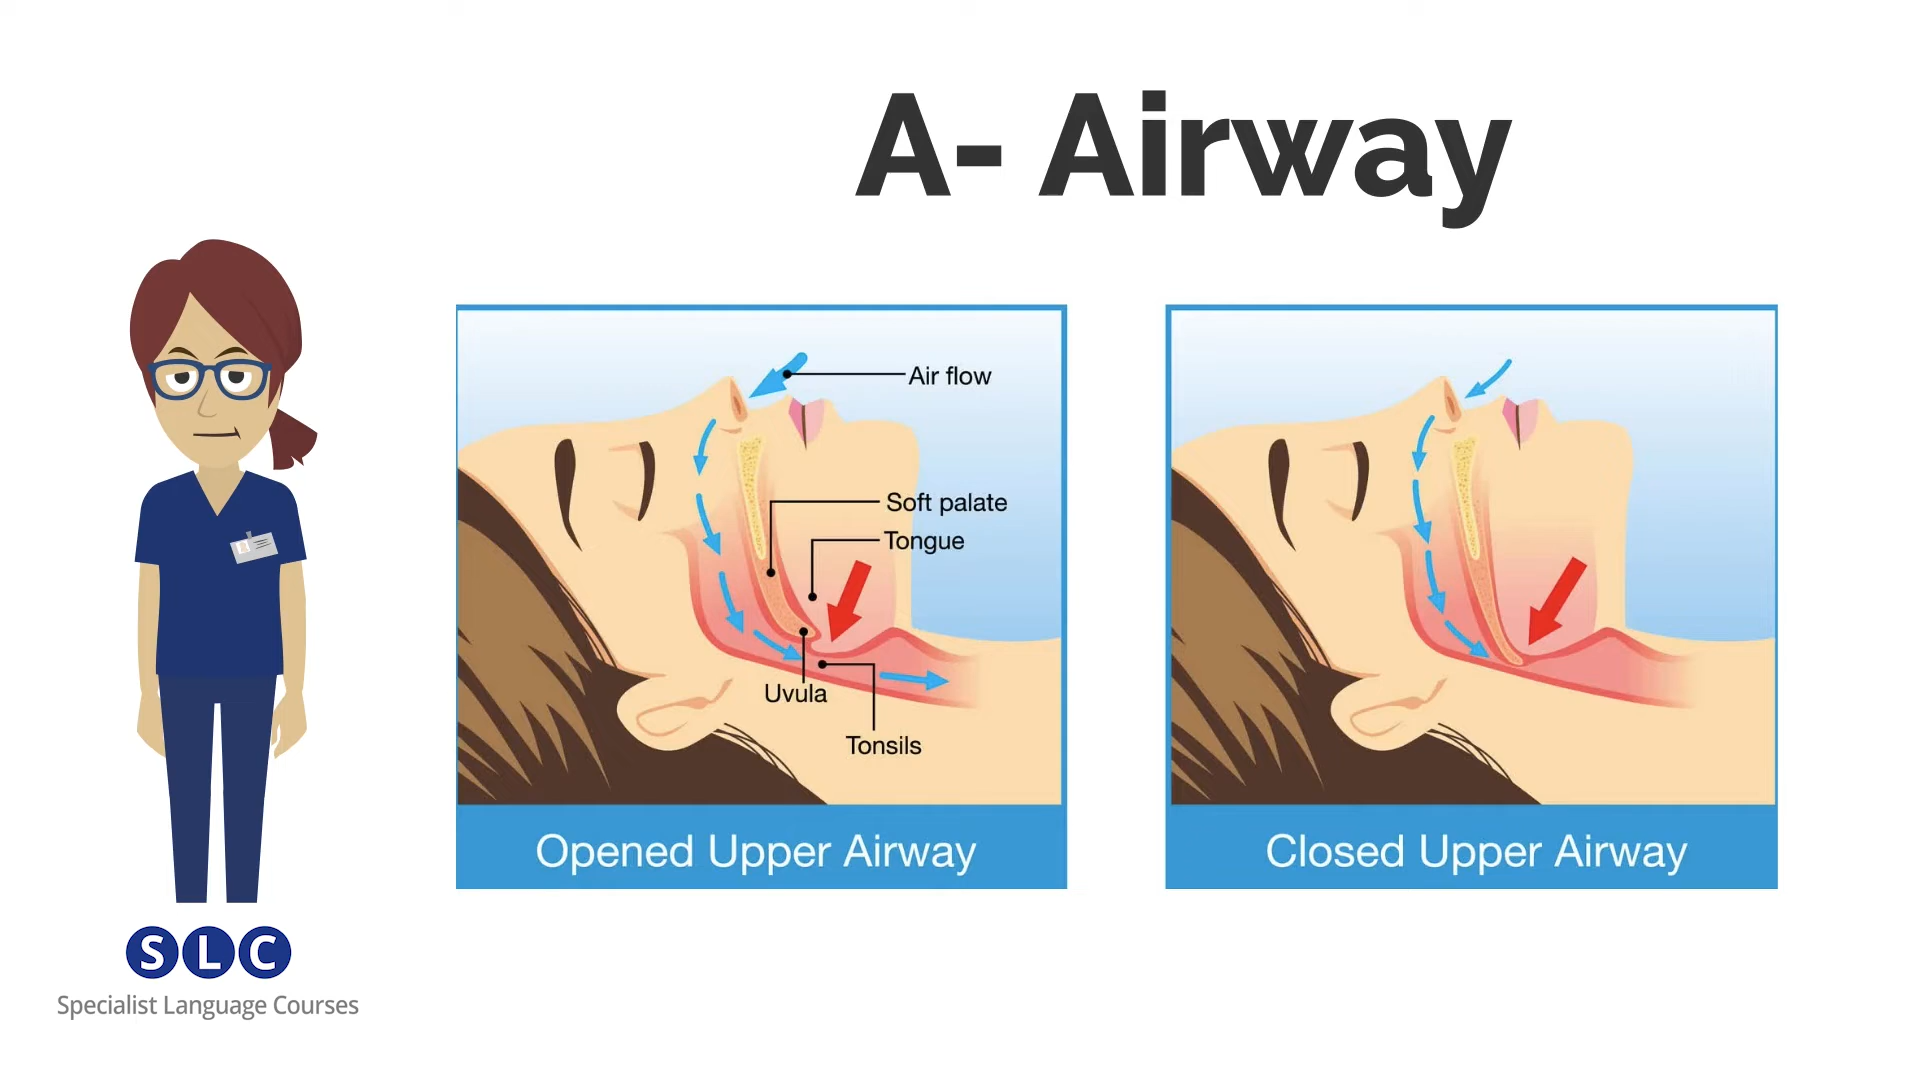 A- Airway
Air flow
Soft palate
Tongue
Uvula
Tonsils
Opened Upper Airway
Closed Upper Airway
SLC
Specialist Language Courses